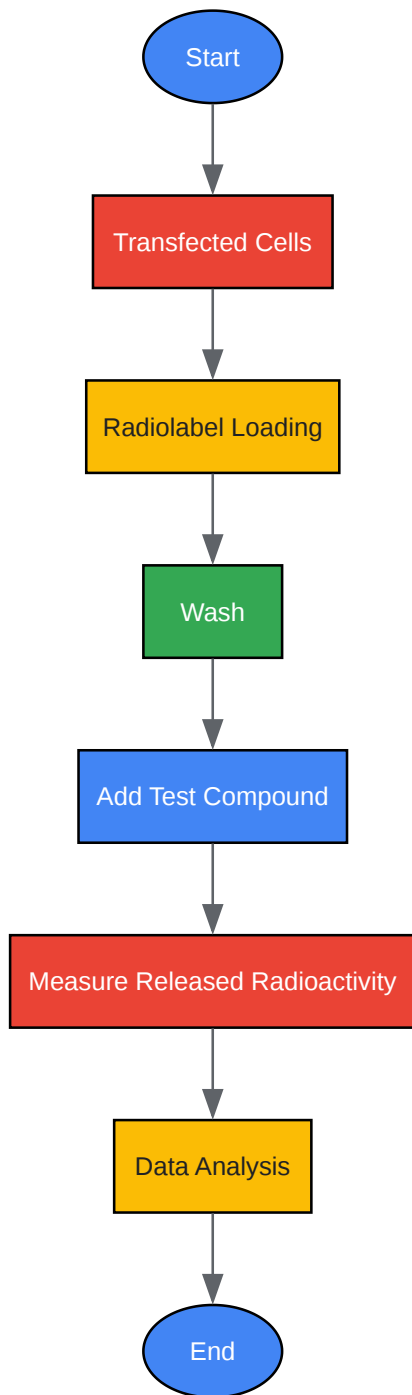 Start
Transfected Cells
Radiolabel Loading
Wash
Add Test Compound
Measure Released Radioactivity
Data Analysis
End